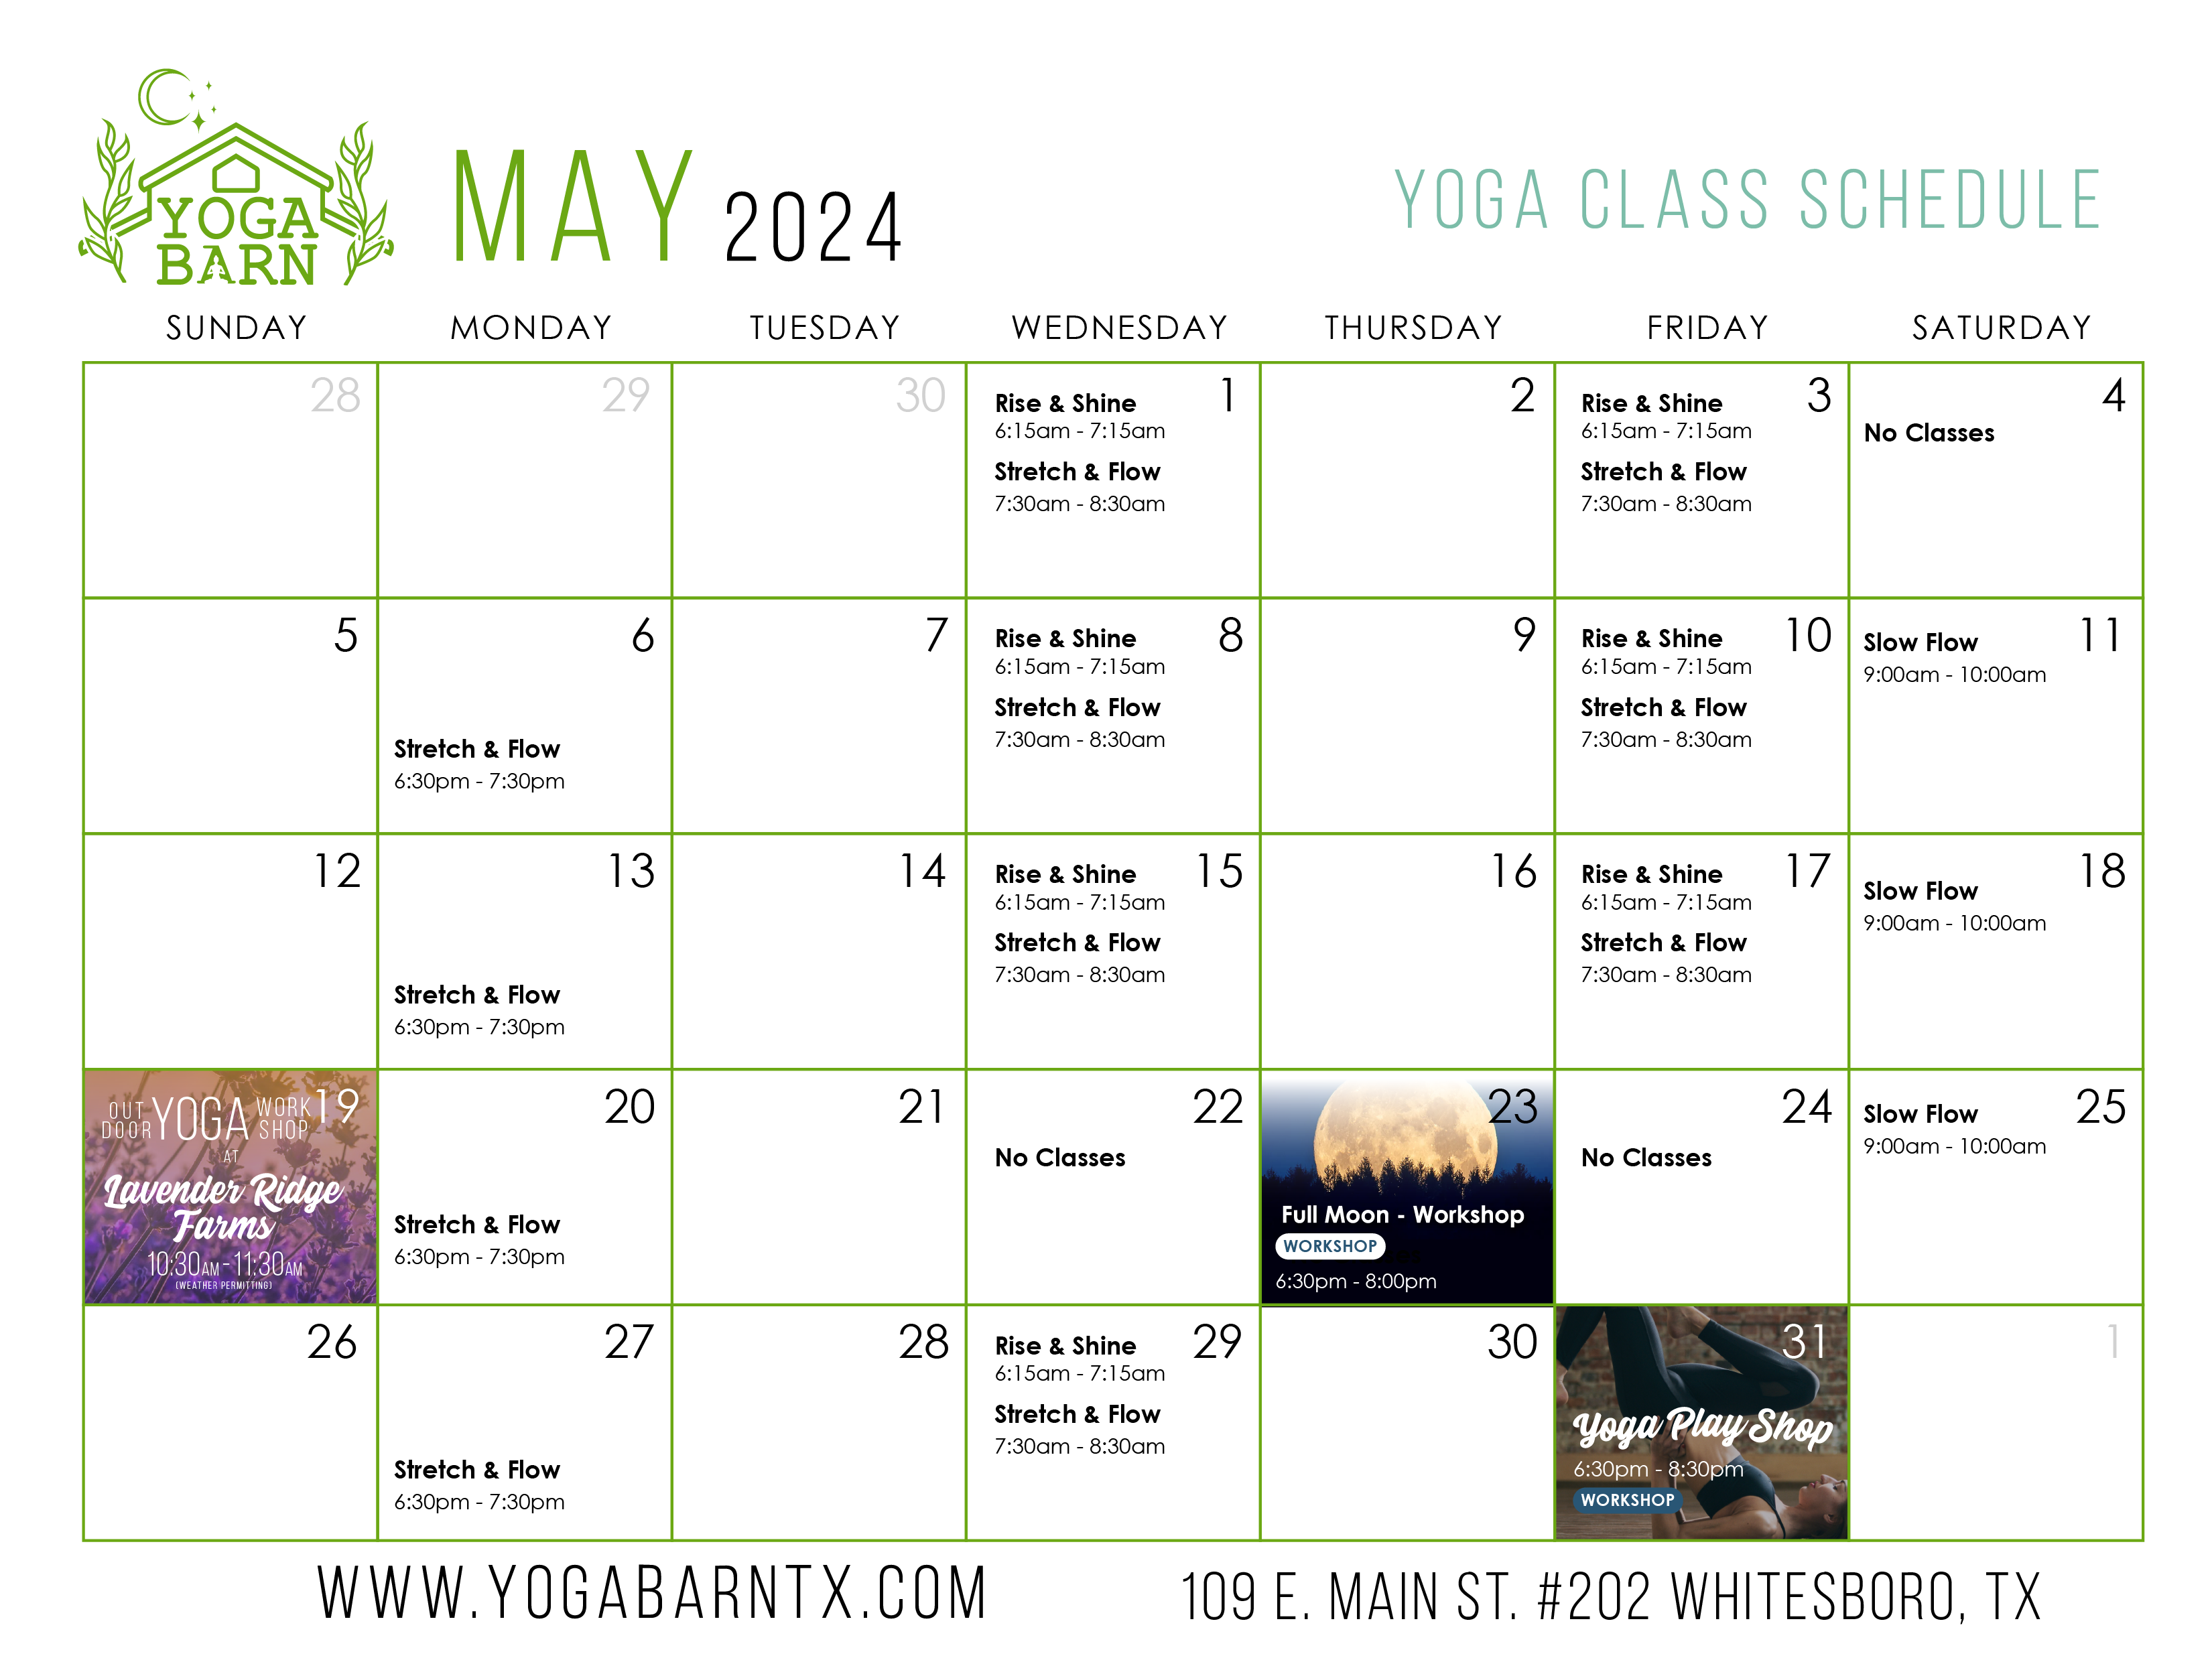 YOGA
BARN
MAY 2024
YOGA CLASS SCHEDULE
SUNDAY MONDAY TUESDAY WEDNESDAY THURSDAY FRIDAY SATURDAY
28
29
30
1
Rise & Shine
6:15am - 7:15am
Stretch & Flow
7:30am - 8:30am
2
3
Rise & Shine
6:15am - 7:15am
Stretch & Flow
7:30am - 8:30am
4
No Classes
5
6
Stretch & Flow
6:30pm - 7:30pm
7
8
Rise & Shine
6:15am - 7:15am
Stretch & Flow
7:30am - 8:30am
9
10
Rise & Shine
6:15am - 7:15am
Stretch & Flow
7:30am - 8:30am
11
Slow Flow
9:00am - 10:00am
12
13
Stretch & Flow
6:30pm - 7:30pm
14
15
Rise & Shine
6:15am - 7:15am
Stretch & Flow
7:30am - 8:30am
16
17
Rise & Shine
6:15am - 7:15am
Stretch & Flow
7:30am - 8:30am
18
Slow Flow
9:00am - 10:00am
19
OUT DOOR YOGA WORK SHOP
AT
Lavender Ridge
Farms
10:30AM-11:30AM
(WEATHER PERMITTING)
20
Stretch & Flow
6:30pm - 7:30pm
21
22
No Classes
23
Full Moon - Workshop
WORKSHOP
6:30pm - 8:00pm
24
No Classes
25
Slow Flow
9:00am - 10:00am
26
27
Stretch & Flow
6:30pm - 7:30pm
28
29
Rise & Shine
6:15am - 7:15am
Stretch & Flow
7:30am - 8:30am
30
31
Yoga Play Shop
6:30pm - 8:30pm
WORKSHOP
1
WWW.YOGABARNTX.COM
109 E. MAIN ST. #202 WHITESBORO, TX